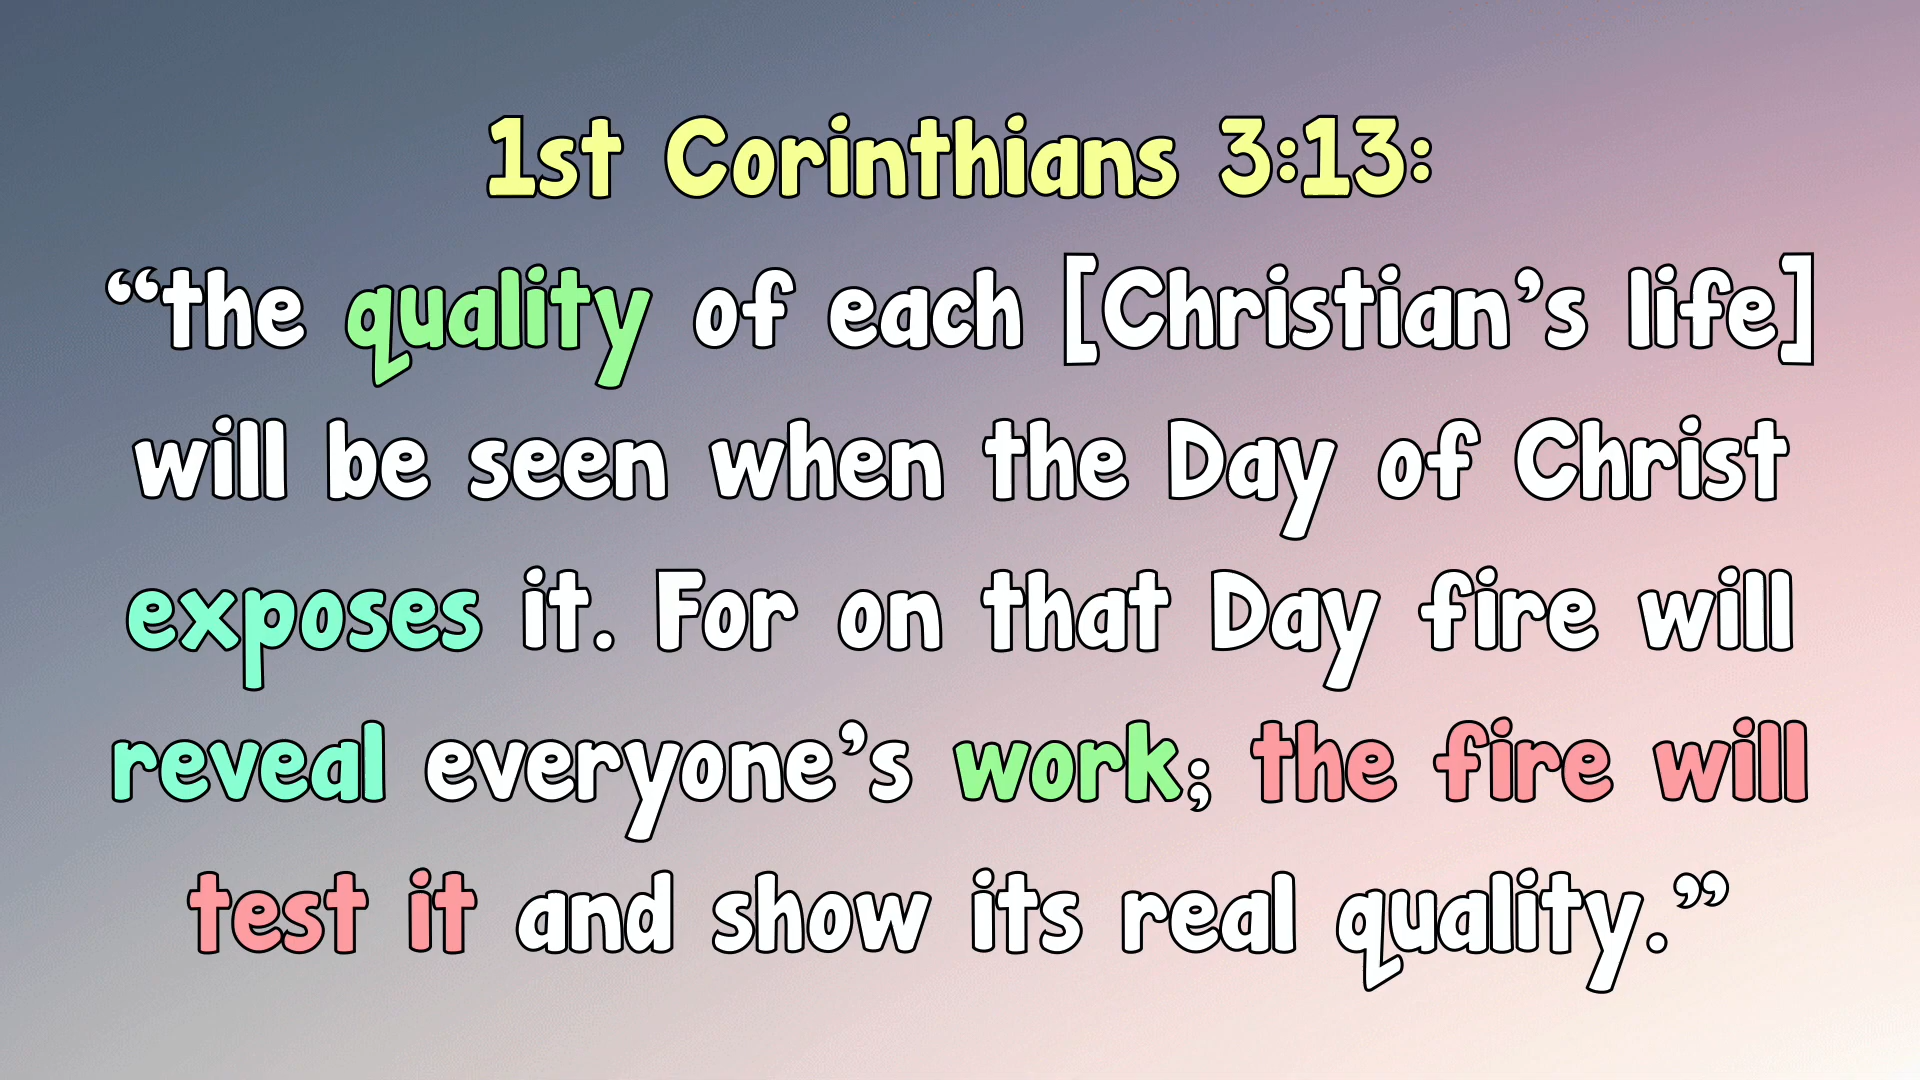 1st Corinthians 3:13:
“the quality of each [Christian’s life]
will be seen when the Day of Christ
exposes it. For on that Day fire will
reveal everyone’s work; the fire will
test it and show its real quality.”